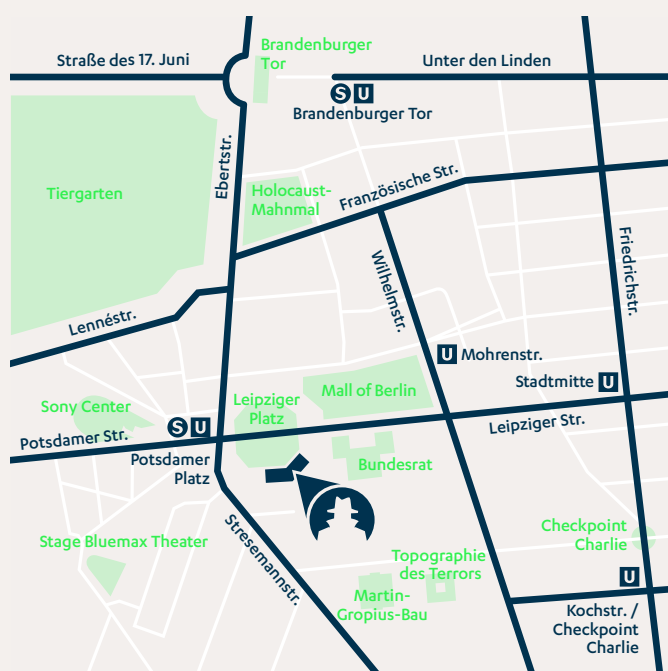 Straße des 17. Juni
Brandenburger
Tor
Unter den Linden
S U
Brandenburger Tor
Ebertstr.
Tiergarten
Holocaust-
Mahnmal
Französische Str.
Friedrichstr.
Wilhelmstr.
Lennéstr.
U Mohrenstr.
Stadtmitte U
Mall of Berlin
Leipziger
Platz
Sony Center
S U
Potsdamer Str.
Leipziger Str.
Potsdamer
Platz
Bundesrat
Stresemannstr.
Checkpoint
Charlie
Stage Bluemax Theater
Topographie
des Terrors
U
Martin-
Gropius-Bau
Kochstr. /
Checkpoint
Charlie